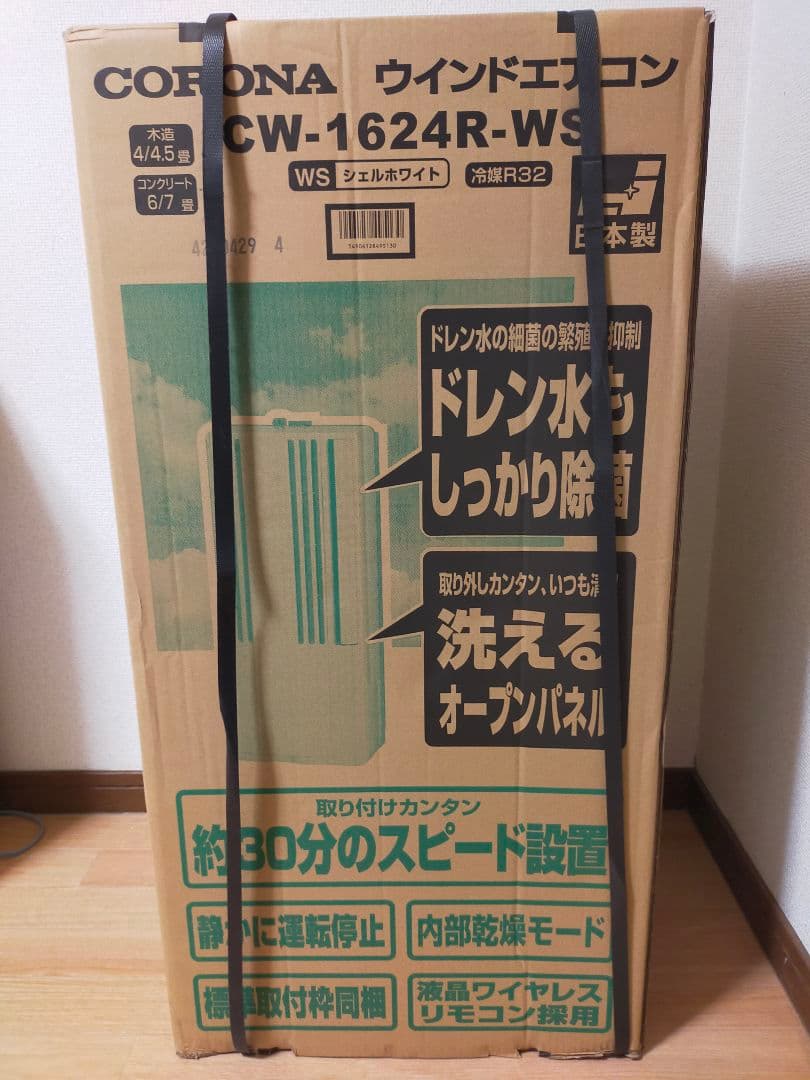 CORONA ウインドエアコン
CW-1624R-WS
木造
4/4.5畳
コンクリート
6/7畳
WS シェルホワイト 冷媒R32
日本製
4906128495130
429 4
ドレン水の細菌の繁殖 抑制
ドレン水も
しっかり除菌
取り外しカンタン、いつも清
洗える
オープンパネル
取り付けカンタン
約30分のスピード設置
静かに運転停止
内部乾燥モード
標準取付枠同梱
液晶ワイヤレス
リモコン採用